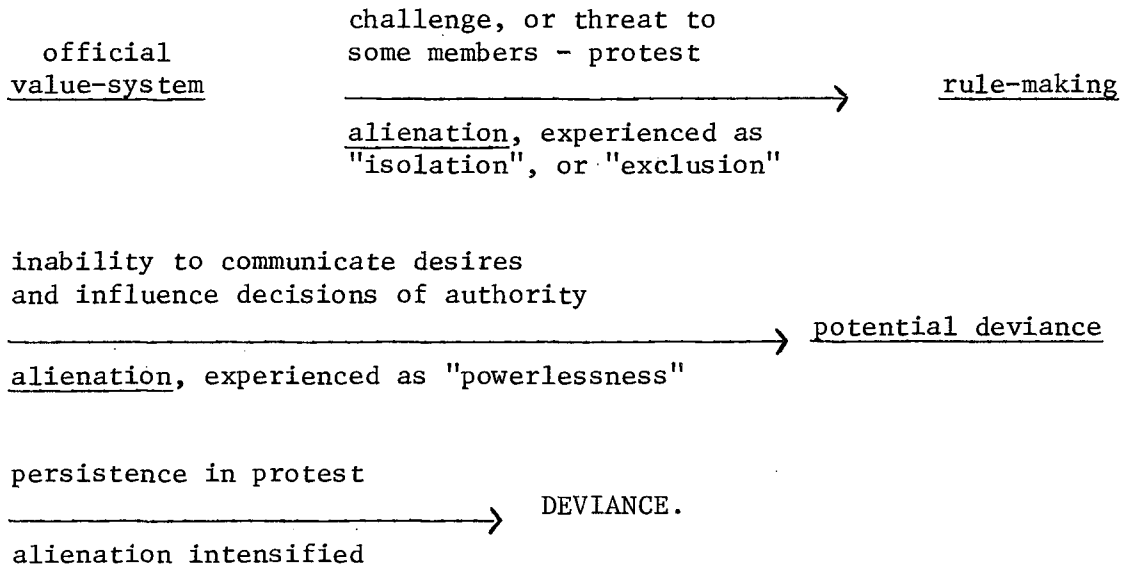 challenge, or threat to
official some members - protest
value-system rule-making
alienation, experienced as
"isolation", or "exclusion"
inability to communicate desires
and influence decisions of authority
potential deviance
alienation, experienced as "powerlessness"
persistence in protest
DEVIANCE.
alienation intensified